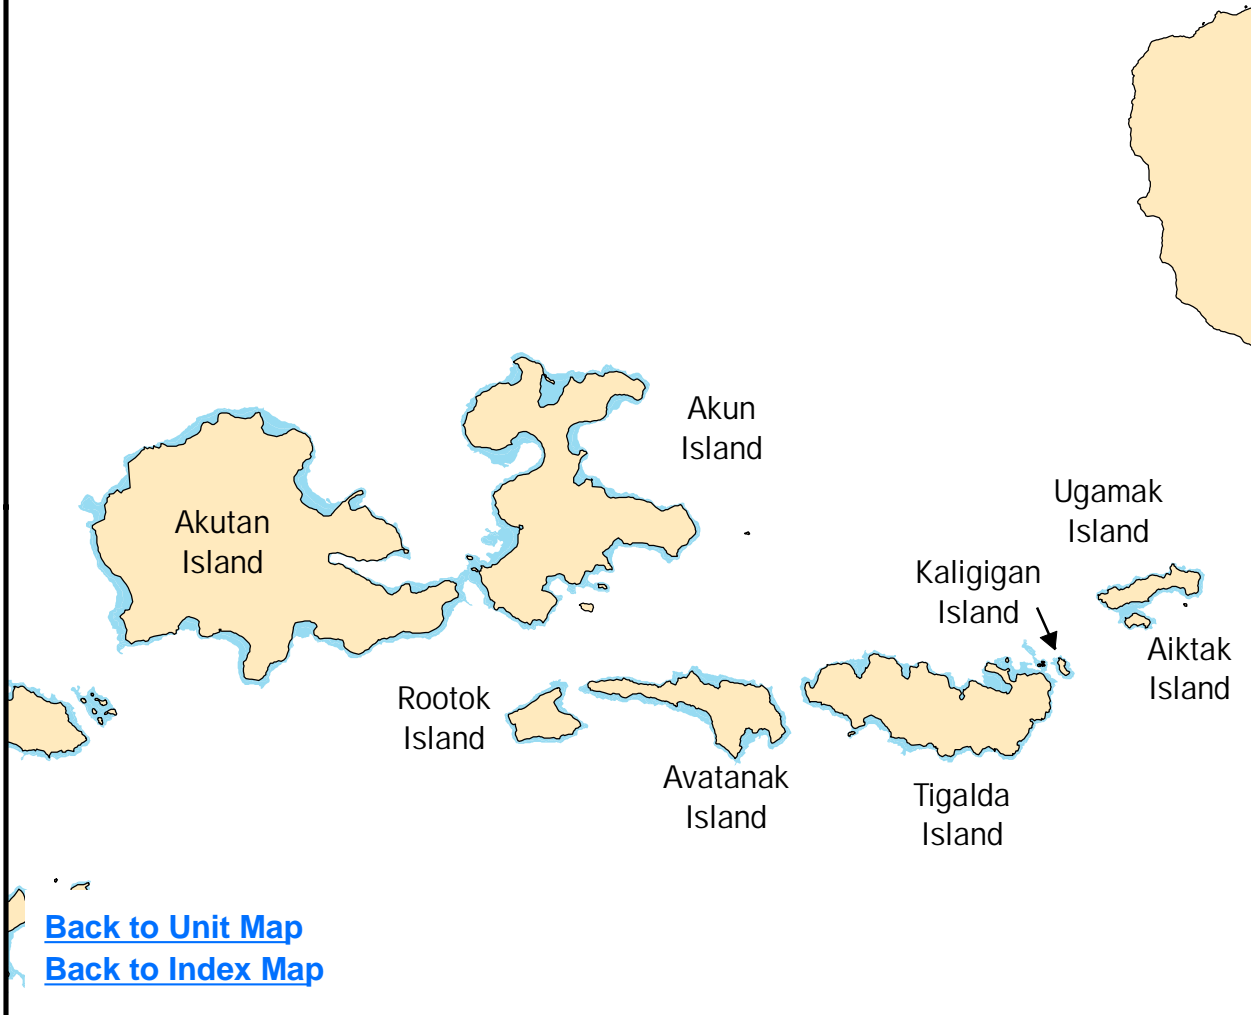 Akun
Island
Ugamak
Island
Akutan
Island
Kaligigan
Island
Aiktak
Island
Rootok
Island
Avatanak
Island
Tigalda
Island
Back to Unit Map
Back to Index Map